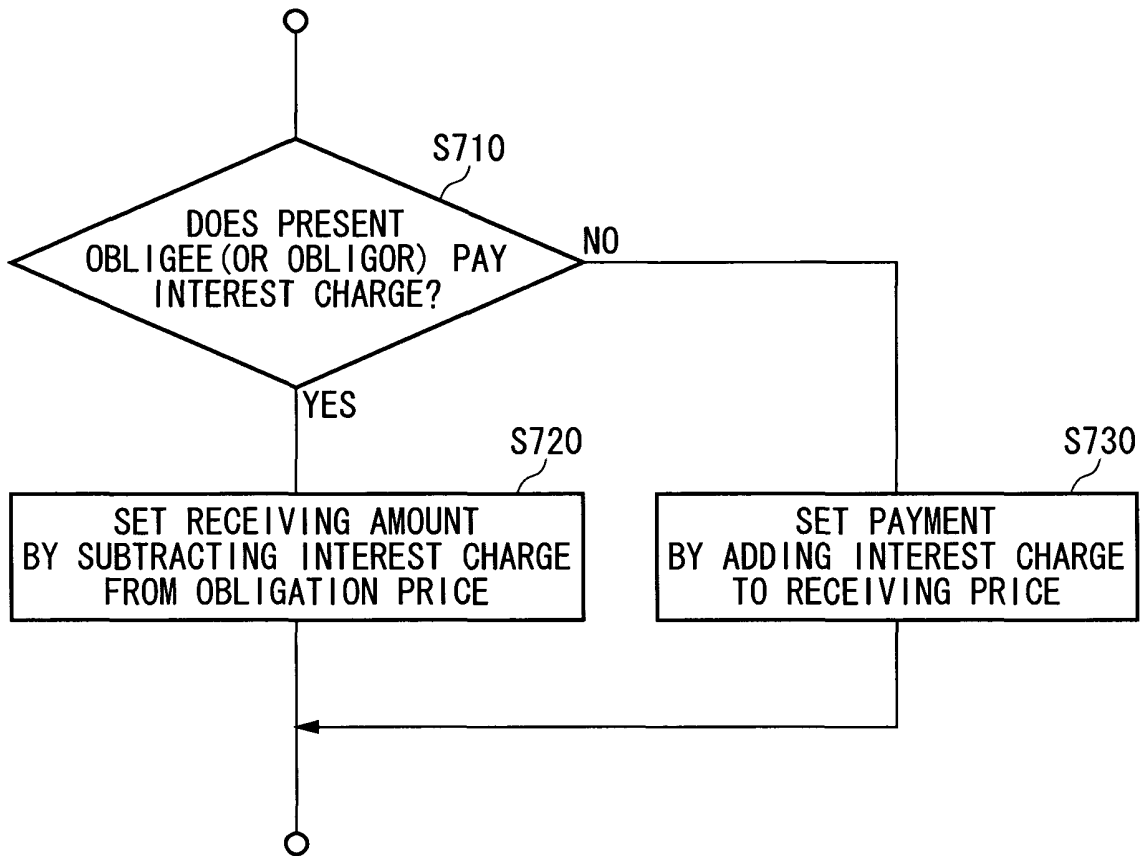 S710
DOES PRESENT
OBLIGEE(OR OBLIGOR) PAY
INTEREST CHARGE?
NO
YES
S720
SET RECEIVING AMOUNT
BY SUBTRACTING INTEREST CHARGE
FROM OBLIGATION PRICE
S730
SET PAYMENT
BY ADDING INTEREST CHARGE
TO RECEIVING PRICE